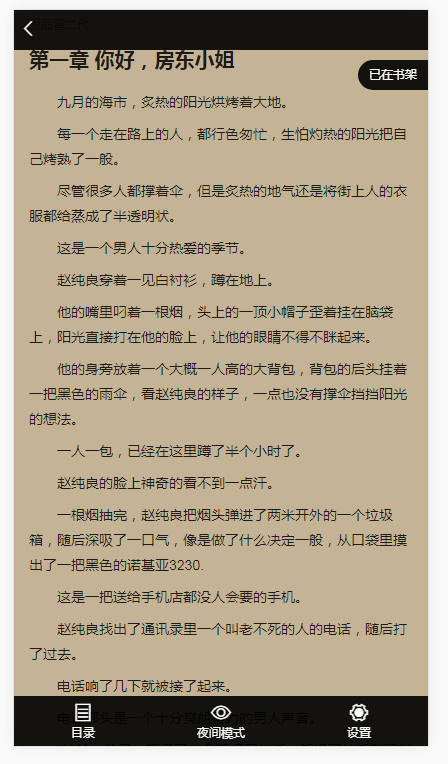 第一章 你好，房东小姐
已在书架
九月的海市，炙热的阳光烘烤着大地。
每一个走在路上的人，都行色匆忙，生怕灼热的阳光把自
己烤熟了一般。
尽管很多人都撑着伞，但是炙热的地气还是将街上人的衣
服都给蒸成了半透明状。
这是一个男人十分热爱的季节。
赵纯良穿着一见白衬衫，蹲在地上。
他的嘴里叼着一根烟，头上的一顶小帽子歪着挂在脑袋
上，阳光直接打在他的脸上，让他的眼睛不得不眯起来。
他的身旁放着一个大概一人高的大背包，背包的后头挂着
一把黑色的雨伞，看赵纯良的样子，一点也没有撑伞挡挡阳光
的想法。
一人一包，已经在这里蹲了半个小时了。
赵纯良的脸上神奇的看不到一点汗。
一根烟抽完，赵纯良把烟头弹进了两米开外的一个垃圾
箱，随后深吸了一口气，像是做了什么决定一般，从口袋里摸
出了一把黑色的诺基亚3230.
这是一把送给手机店都没人会要的手机。
赵纯良找出了通讯录里一个叫老不死的人的电话，随后打
了过去。
电话响了几下就被接了起来。
头是一个十分
的男人声音。
目录
夜间模式
设置